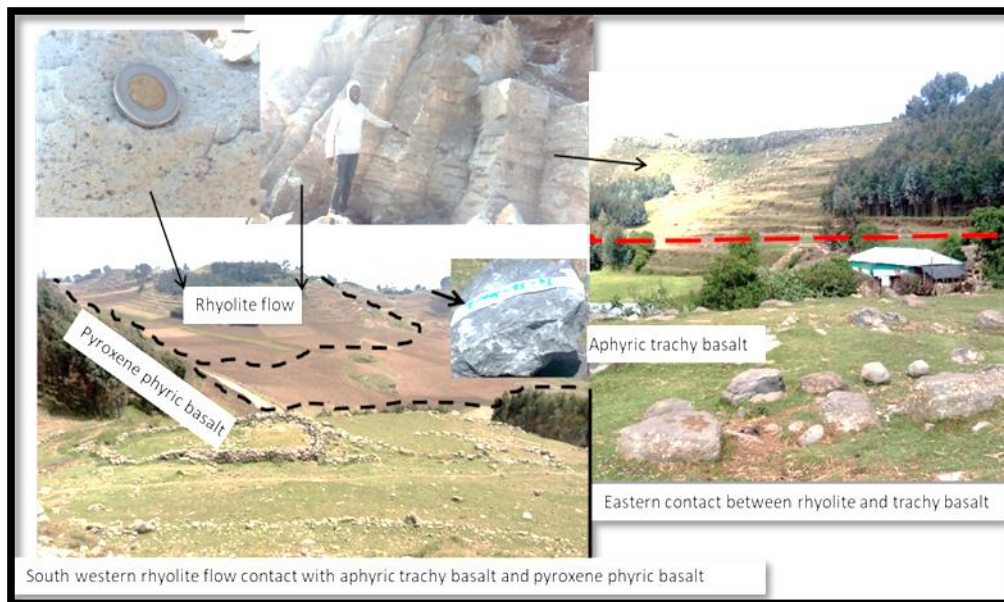 Rhyolite flow
Pyroxene phyric basalt
Aphyric trachy basalt
Eastern contact between rhyolite and trachy basalt
South western rhyolite flow contact with aphyric trachy basalt and pyroxene phyric basalt